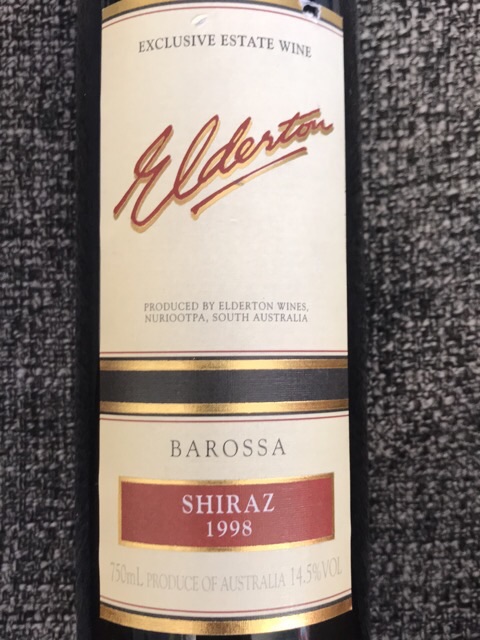 EXCLUSIVE ESTATE WINE
Elderton
PRODUCED BY ELDERTON WINES,
NURIOOTPA, SOUTH AUSTRALIA
BAROSSA
SHIRAZ
1998
750mL PRODUCE OF AUSTRALIA 14.5% VOL